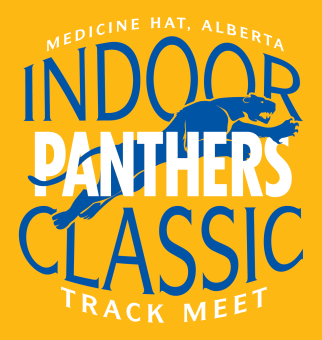 MEDICINE HAT, ALBERTA
INDOOR
PANTHERS
CLASSIC
TRACK MEET